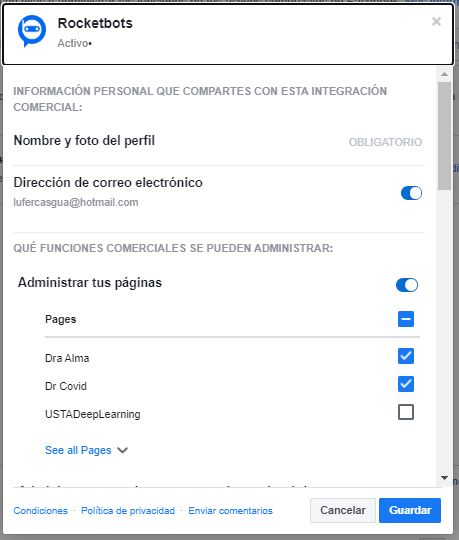 Rocketbots
Activo•
INFORMACIÓN PERSONAL QUE COMPARTES CON ESTA INTEGRACIÓN
COMERCIAL:
Nombre y foto del perfil
OBLIGATORIO
Dirección de correo electrónico
lufercasgua@hotmail.com
QUÉ FUNCIONES COMERCIALES SE PUEDEN ADMINISTRAR:
Administrar tus páginas
Pages
Dra Alma
Dr Covid
USTADeepLearning
See all Pages
Condiciones · Política de privacidad · Enviar comentarios
Cancelar
Guardar